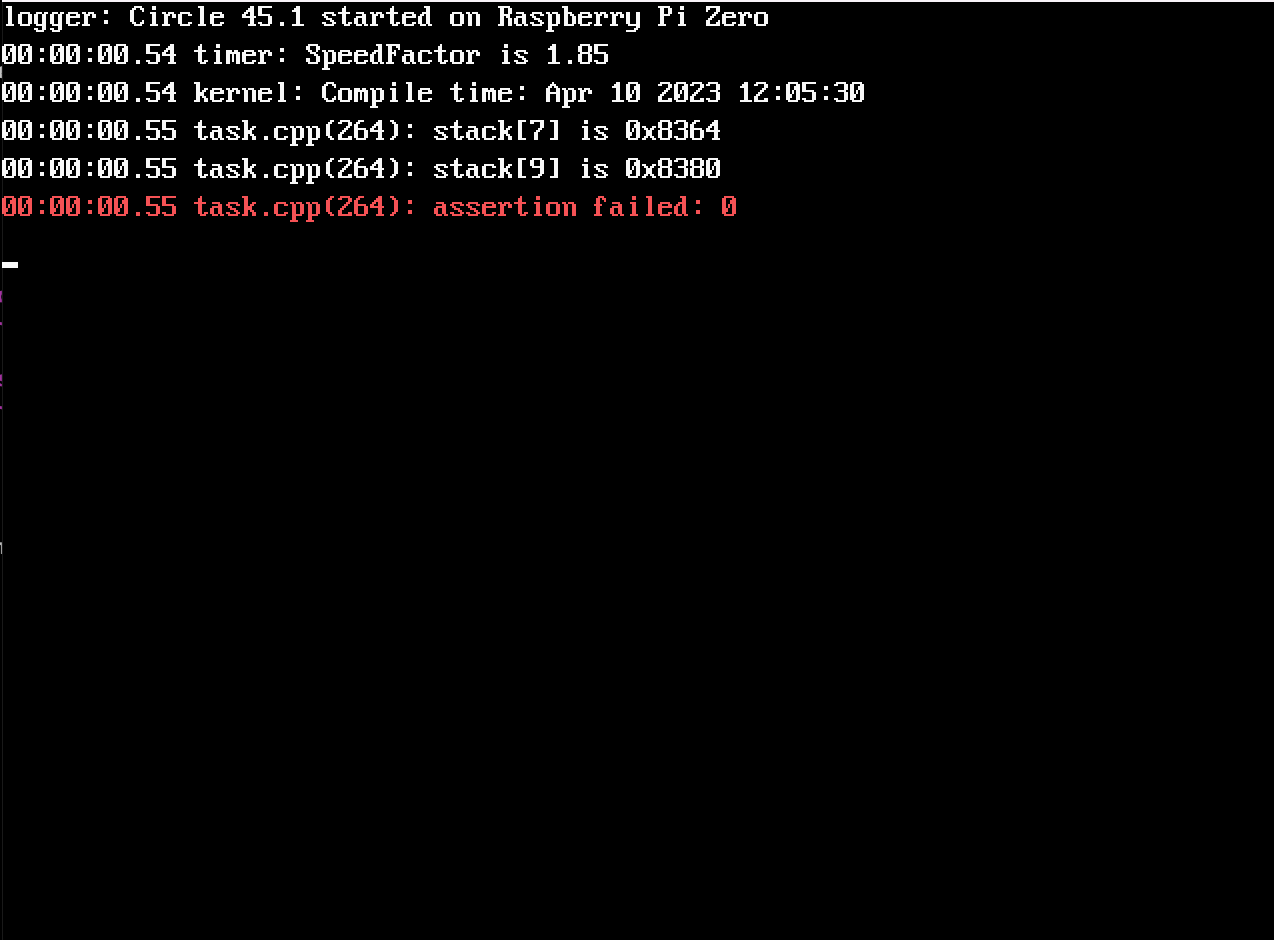 logger: Circle 45.1 started on Raspberry Pi Zero
00:00:00.54 timer: SpeedFactor is 1.85
00:00:00.54 kernel: Compile time: Apr 10 2023 12:05:30
00:00:00.55 task.cpp(264): stack[7] is 0x8364
00:00:00.55 task.cpp(264): stack[9] is 0x8380
00:00:00.55 task.cpp(264): assertion failed: 0